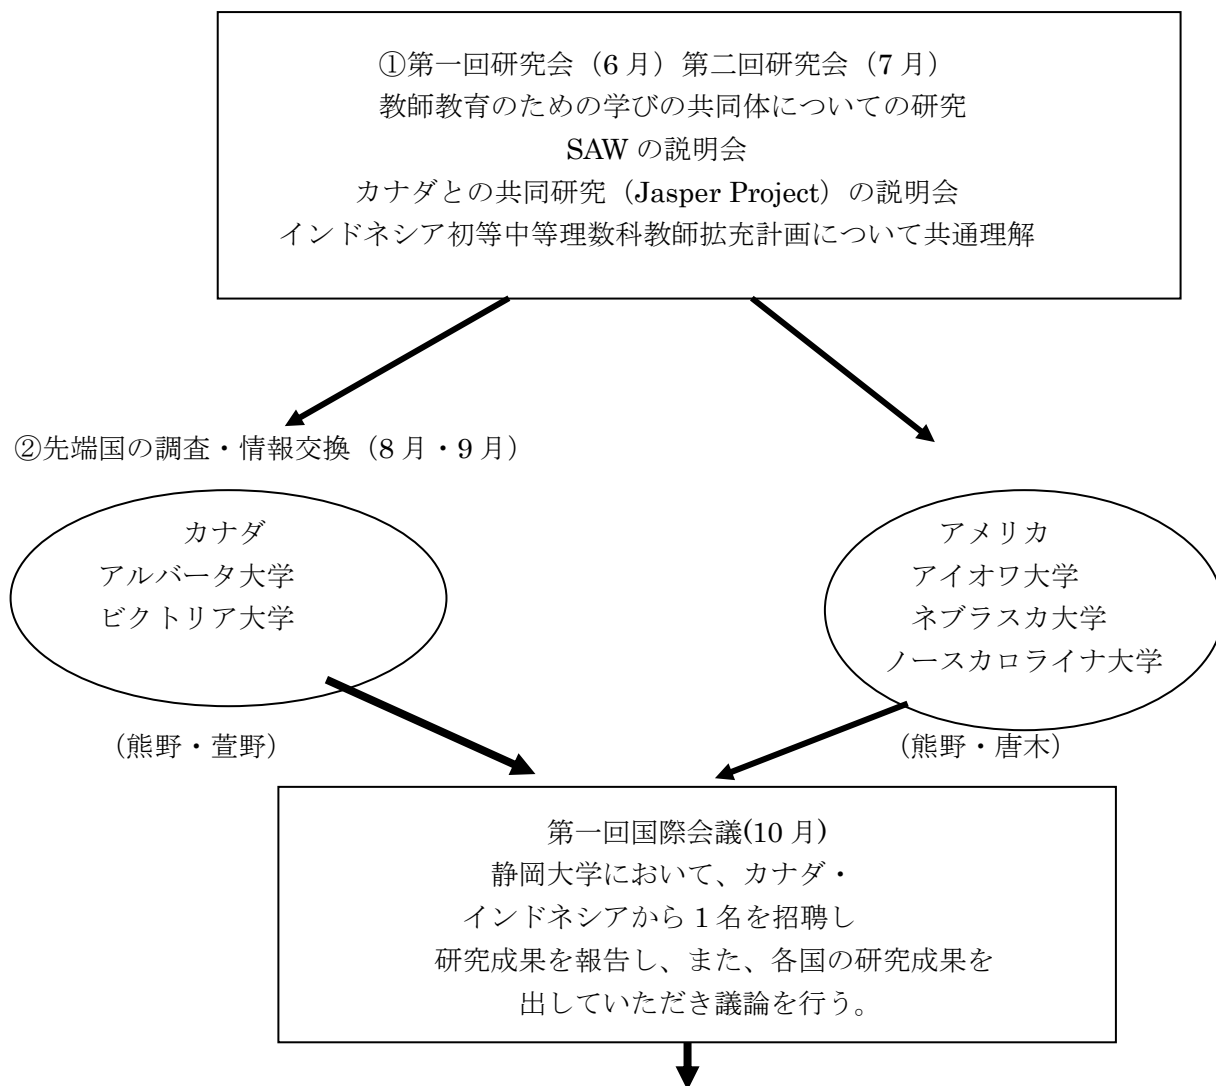 ①第一回研究会（6月）第二回研究会（7月）
教師教育のための学びの共同体についての研究
SAW の説明会
カナダとの共同研究（Jasper Project）の説明会
インドネシア初等中等理数科教師拡充計画について共通理解
②先端国の調査・情報交換（8月・9月）
カナダ
アルバータ大学
ビクトリア大学
（熊野・萱野）
アメリカ
アイオワ大学
ネブラスカ大学
ノースカロライナ大学
（熊野・唐木）
第一回国際会議(10月)
静岡大学において、カナダ・
インドネシアから1名を招聘し
研究成果を報告し、また、各国の研究成果を
出していただき議論を行う。